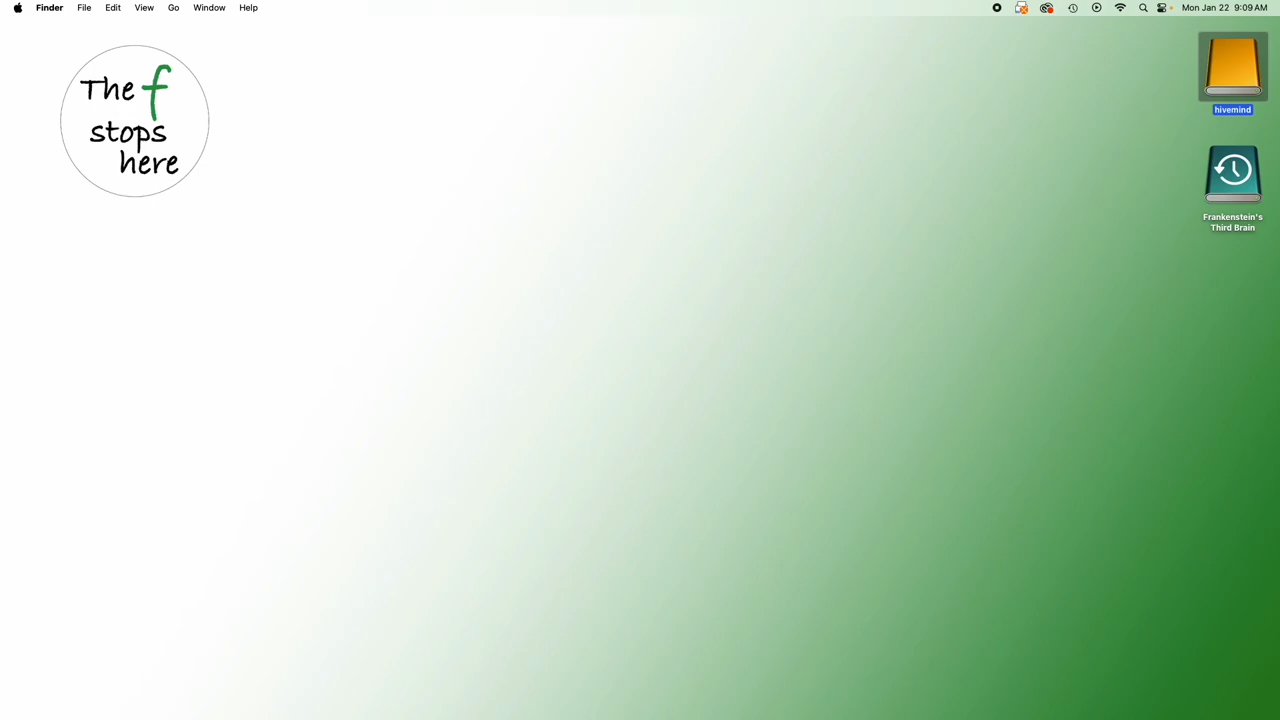 Finder File Edit View Go Window Help Mon Jan 22 9:09 AM
The f
stops
here
hivemind
Frankenstein's
Third Brain